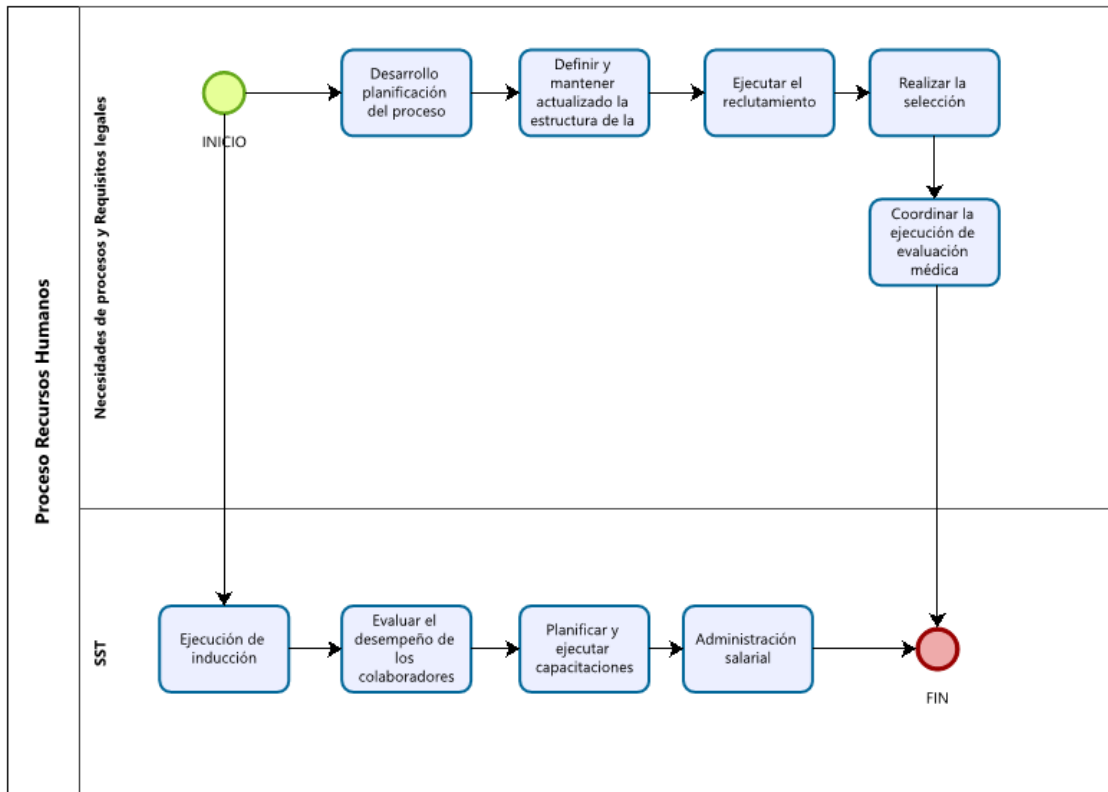 Proceso Recursos Humanos
Necesidades de procesos y Requisitos legales
INICIO
Desarrollo
planificación
del proceso
Definir y
mantener
actualizado la
estructura de la
Ejecutar el
reclutamiento
Realizar la
selección
Coordinar la
ejecución de
evaluación
médica
SST
Ejecución de
inducción
Evaluar el
desempeño de
los
colaboradores
Planificar y
ejecutar
capacitaciones
Administración
salarial
FIN